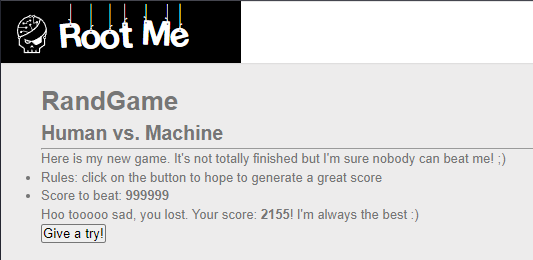 Root Me
RandGame
Human vs. Machine
Here is my new game. It's not totally finished but I'm sure nobody can beat me! ;)
Rules: click on the button to hope to generate a great score
Score to beat: 999999
Hoo tooooo sad, you lost. Your score: 2155! I'm always the best :)
Give a try!